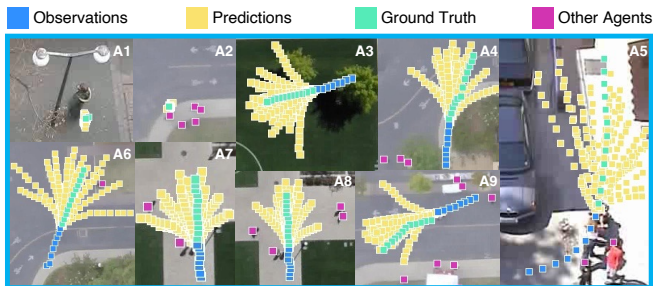 Observations Predictions Ground Truth Other Agents
A1 A2 A3 A4 A5
A6 A7 A8 A9